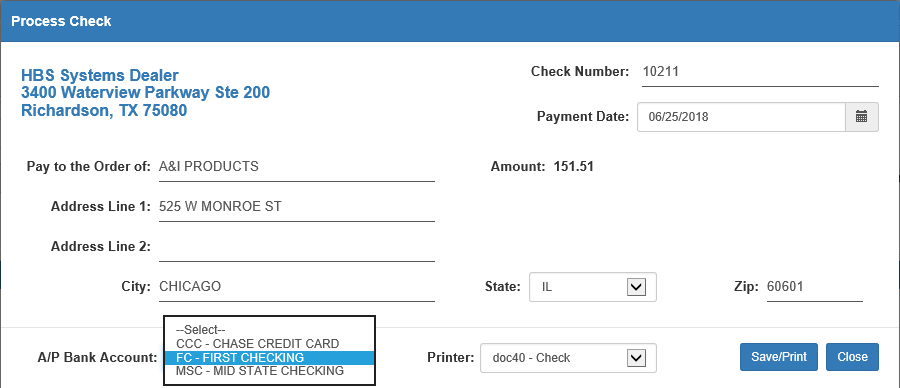 Process Check
HBS Systems Dealer
3400 Waterview Parkway Ste 200
Richardson, TX 75080
Check Number: 10211
Payment Date: 06/25/2018
Pay to the Order of: A&I PRODUCTS
Amount: 151.51
Address Line 1: 525 W MONROE ST
Address Line 2:
City: CHICAGO
State: IL
Zip: 60601
A/P Bank Account:
--Select--
CCC - CHASE CREDIT CARD
FC - FIRST CHECKING
MSC - MID STATE CHECKING
Printer: doc40 - Check
Save/Print
Close